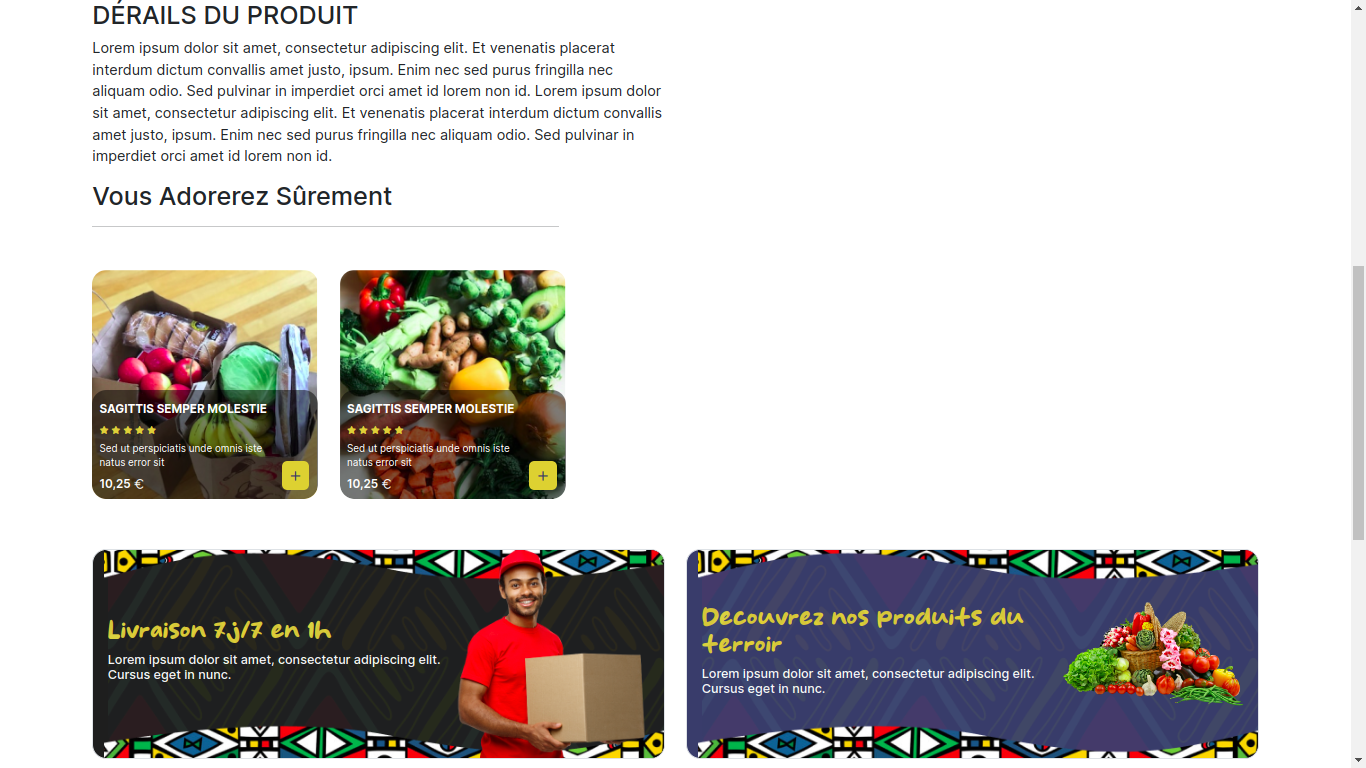 DÉRAILS DU PRODUIT
Lorem ipsum dolor sit amet, consectetur adipiscing elit. Et venenatis placerat
interdum dictum convallis amet justo, ipsum. Enim nec sed purus fringilla nec
aliquam odio. Sed pulvinar in imperdiet orci amet id lorem non id. Lorem ipsum dolor
sit amet, consectetur adipiscing elit. Et venenatis placerat interdum dictum convallis
amet justo, ipsum. Enim nec sed purus fringilla nec aliquam odio. Sed pulvinar in
imperdiet orci amet id lorem non id.
Vous Adorerez Sûrement
SAGITTIS SEMPER MOLESTIE
Sed ut perspiciatis unde omnis iste
natus error sit
10,25 €
+
SAGITTIS SEMPER MOLESTIE
Sed ut perspiciatis unde omnis iste
natus error sit
10,25 €
+
Livraison 7j/7 en 1h
Lorem ipsum dolor sit amet, consectetur adipiscing elit.
Cursus eget in nunc.
Decouvrez nos produits du
terroir
Lorem ipsum dolor sit amet, consectetur adipiscing elit.
Cursus eget in nunc.